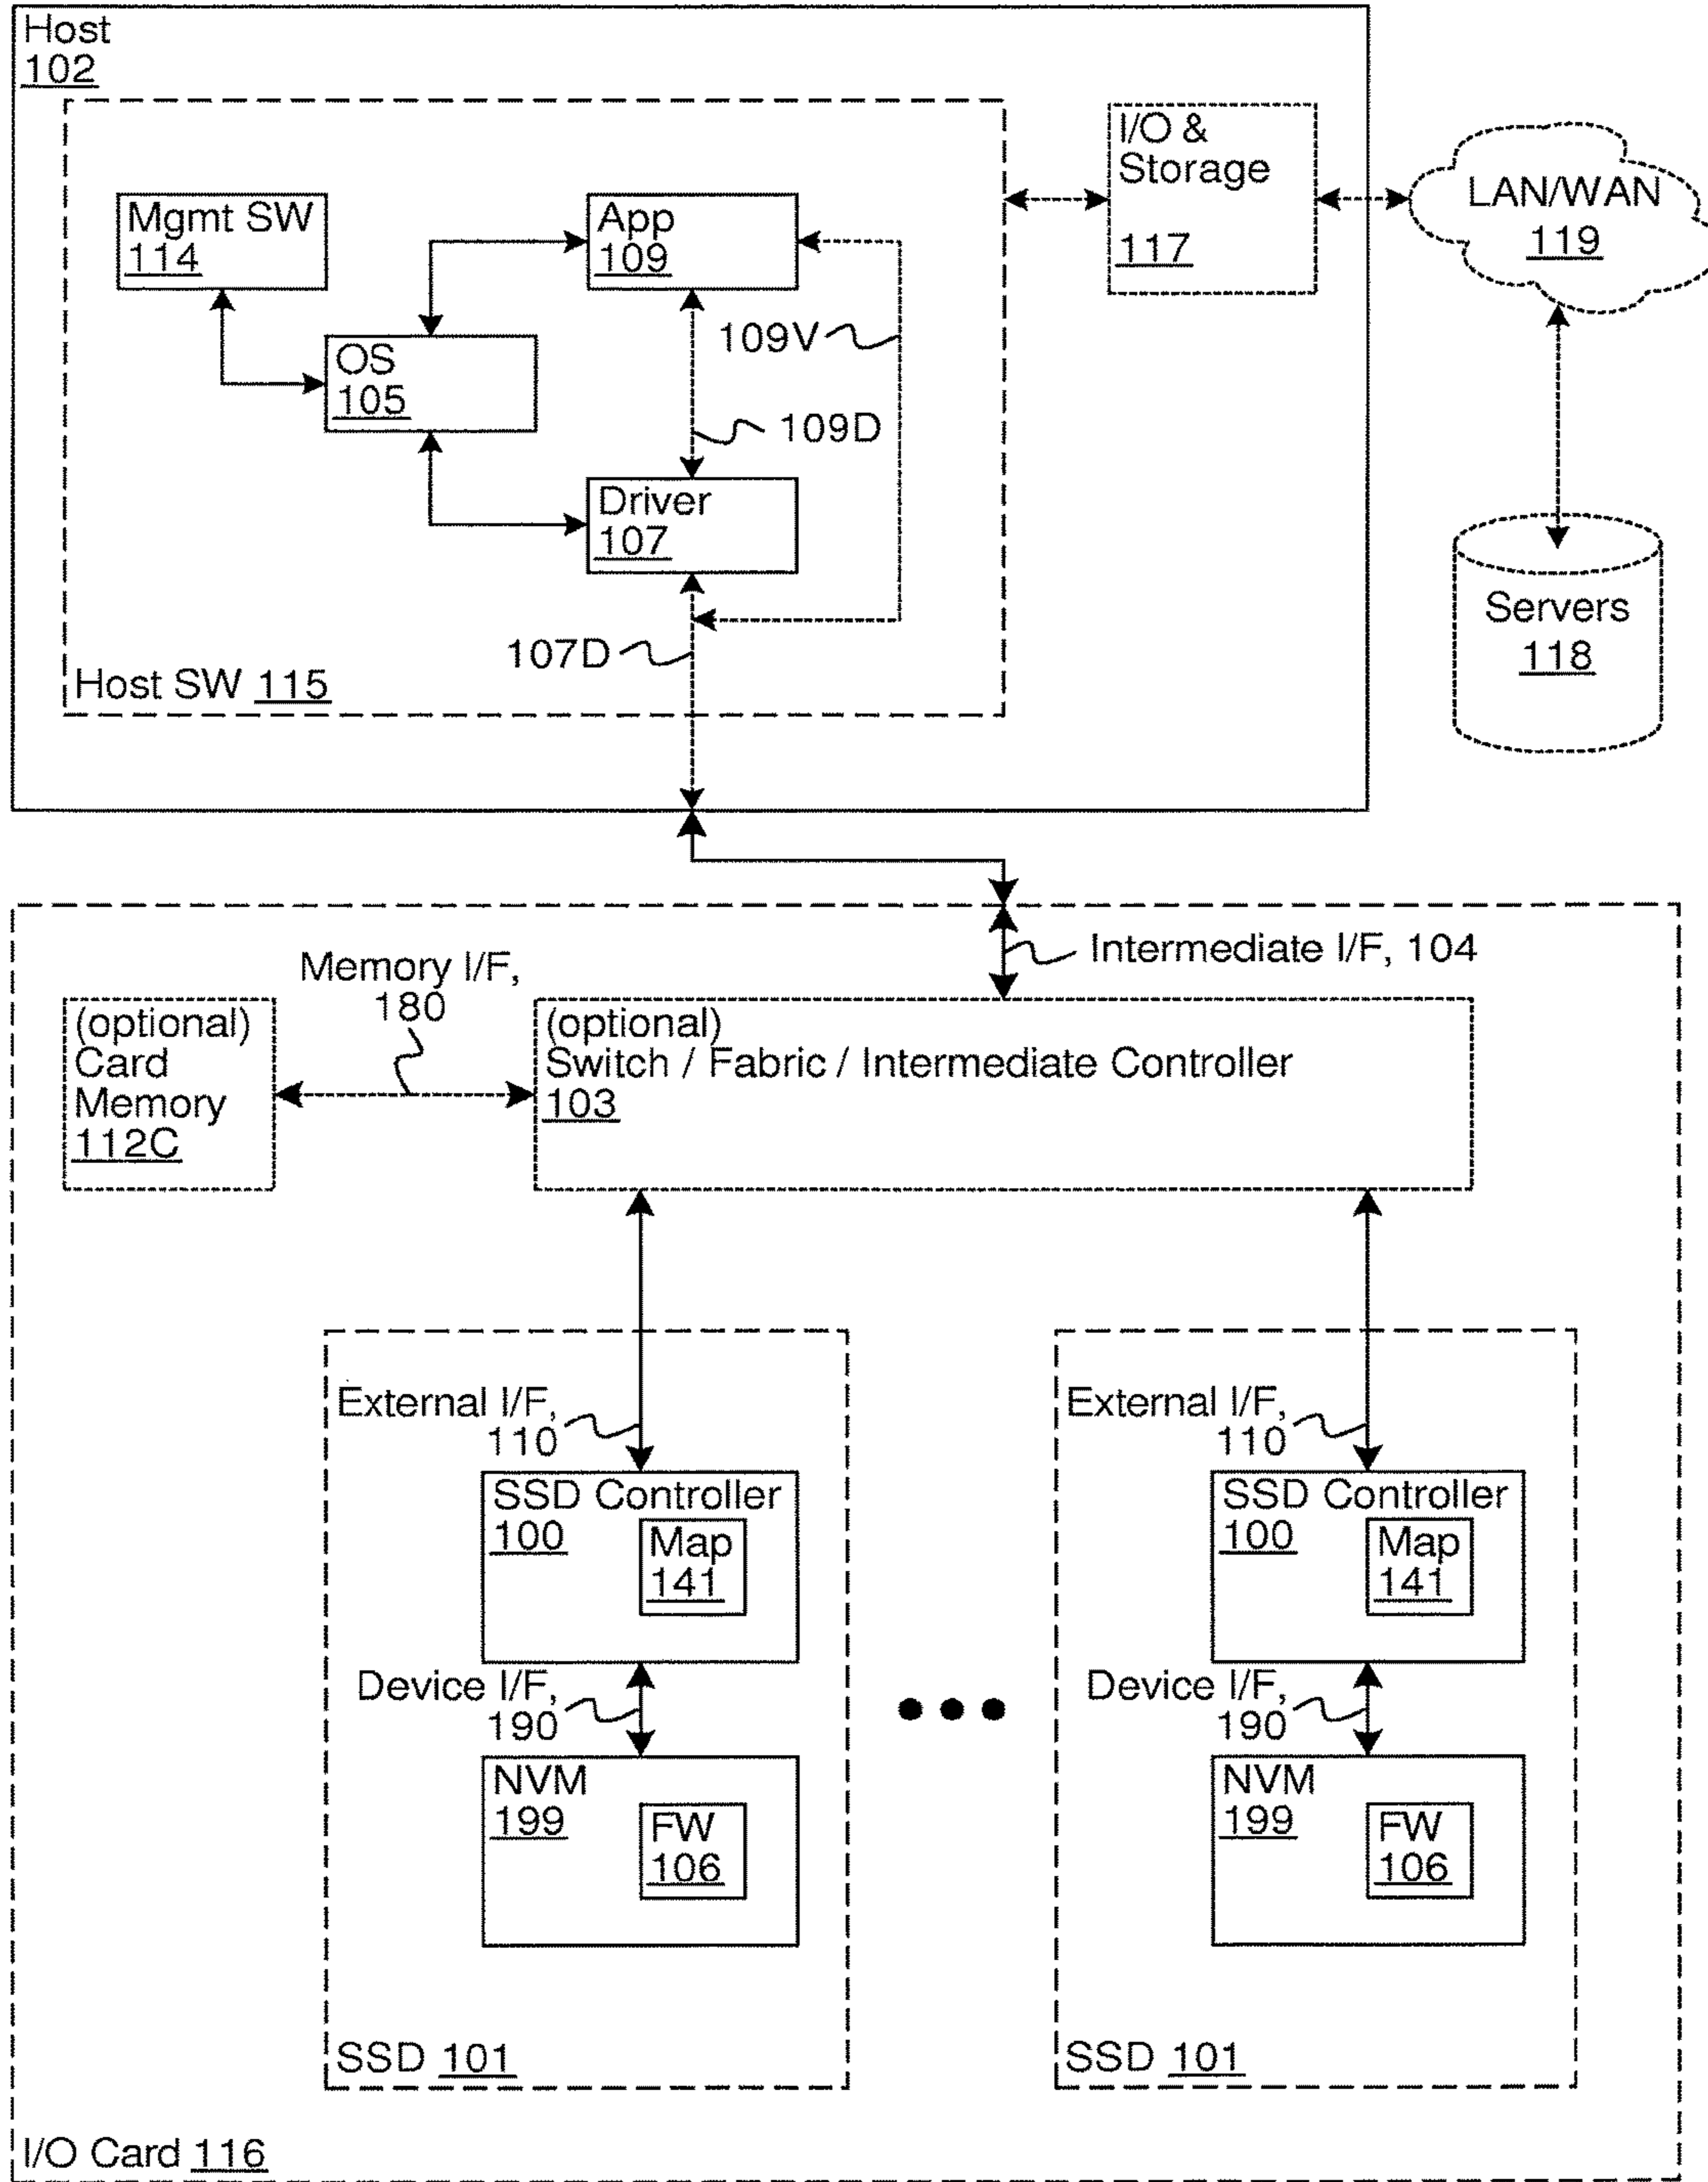 Host
102
I/O &
Storage
117
LAN/WAN
119
Mgmt SW
114
App
109
109V
OS
105
109D
Driver
107
107D
Servers
118
Host SW 115
Intermediate I/F, 104
Memory I/F,
180
(optional)
Card
Memory
112C
(optional)
Switch / Fabric / Intermediate Controller
103
External I/F,
110
SSD Controller
100
Map
141
Device I/F,
190
NVM
199
FW
106
SSD 101
External I/F,
110
SSD Controller
100
Map
141
Device I/F,
190
NVM
199
FW
106
SSD 101
I/O Card 116